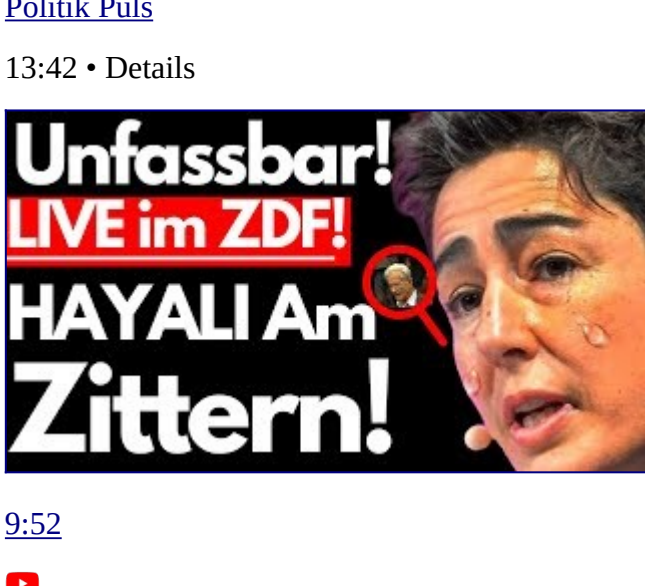 Politik Puls
13:42 • Details
Unfassbar!
LIVE im ZDF!
HAYALI Am
Zittern!
9:52